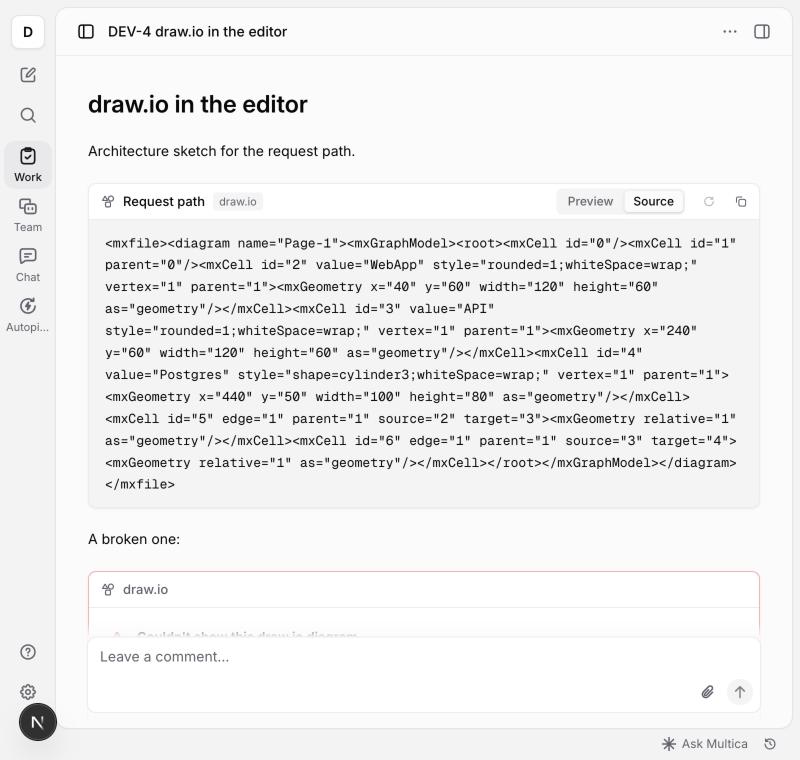 D
DEV-4 draw.io in the editor
Work
Team
Chat
Autopi...
draw.io in the editor
Architecture sketch for the request path.
Request path draw.io Preview Source
<mxfile><diagram name="Page-1"><mxGraphModel><root><mxCell id="0"/><mxCell id="1"
parent="0"/><mxCell id="2" value="WebApp" style="rounded=1;whiteSpace=wrap;"
vertex="1" parent="1"><mxGeometry x="40" y="60" width="120" height="60"
as="geometry"/></mxCell><mxCell id="3" value="API"
style="rounded=1;whiteSpace=wrap;" vertex="1" parent="1"><mxGeometry x="240"
y="60" width="120" height="60" as="geometry"/></mxCell><mxCell id="4"
value="Postgres" style="shape=cylinder3;whiteSpace=wrap;" vertex="1" parent="1">
<mxGeometry x="440" y="50" width="100" height="80" as="geometry"/></mxCell>
<mxCell id="5" edge="1" parent="1" source="2" target="3"><mxGeometry relative="1"
as="geometry"/></mxCell><mxCell id="6" edge="1" parent="1" source="3" target="4">
<mxGeometry relative="1" as="geometry"/></mxCell></root></mxGraphModel></diagram>
</mxfile>
A broken one:
draw.io
Couldn't show this draw.io diagram
Leave a comment...
N
Ask Multica